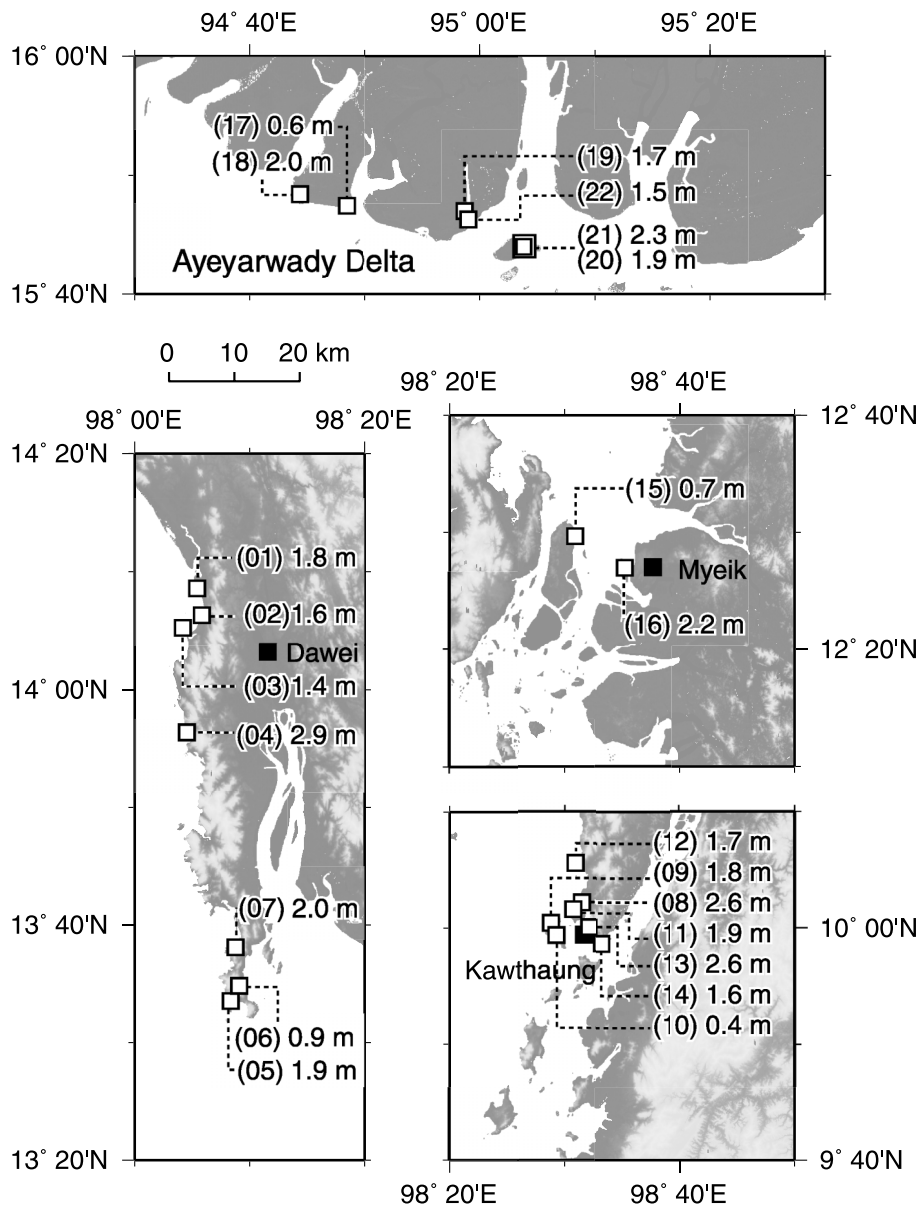 94° 40'E 95° 00'E 95° 20'E
16° 00'N
(17) 0.6 m
(18) 2.0 m
(19) 1.7 m
(22) 1.5 m
(21) 2.3 m
(20) 1.9 m
Ayeyarwady Delta
15° 40'N
0 10 20 km
98° 00'E 98° 20'E
14° 20'N
(01) 1.8 m
(02) 1.6 m
Dawei
(03) 1.4 m
14° 00'N
(04) 2.9 m
13° 40'N
(07) 2.0 m
(06) 0.9 m
(05) 1.9 m
13° 20'N
98° 20'E 98° 40'E
12° 40'N
(15) 0.7 m
Myeik
(16) 2.2 m
12° 20'N
(12) 1.7 m
(09) 1.8 m
(08) 2.6 m
10° 00'N
(11) 1.9 m
Kawthaung
(13) 2.6 m
(14) 1.6 m
(10) 0.4 m
9° 40'N
98° 20'E 98° 40'E